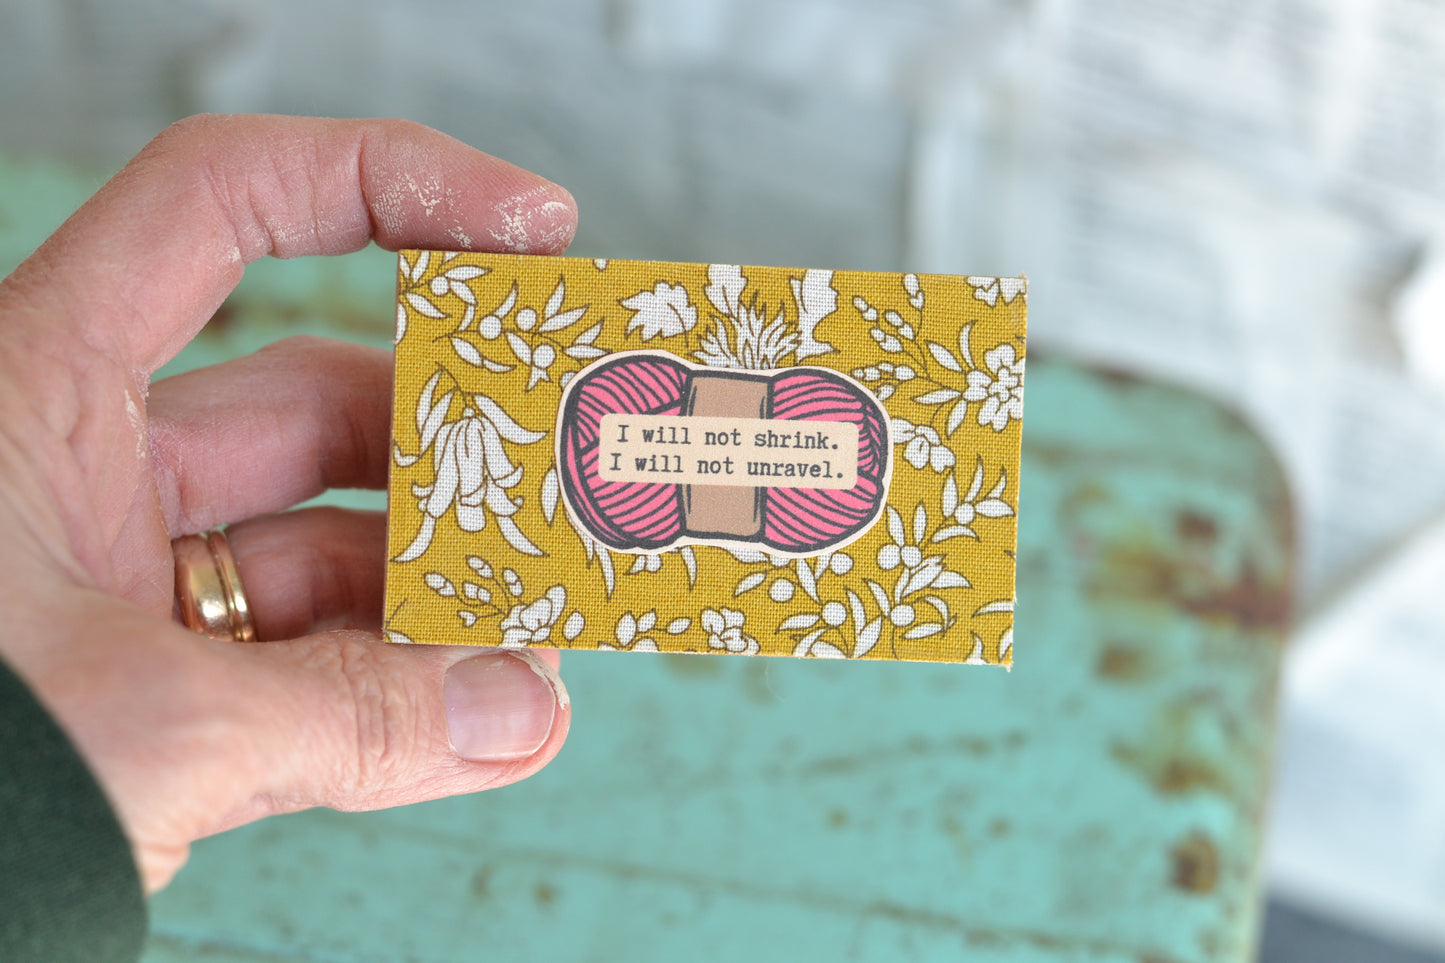 I will not shrink.
I will not unravel.